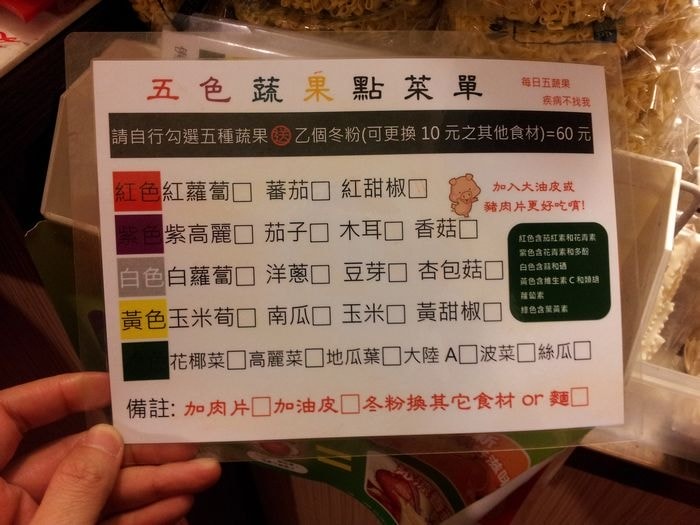 五色蔬果點菜單
每日五蔬果
疾病不找我
請自行勾選五種蔬果送乙個冬粉(可更換10元之其他食材)=60元
紅色 紅蘿蔔□ 蕃茄□ 紅甜椒□
加入大油皮或
豬肉片更好吃唷!
紫色 紫高麗□ 茄子□ 木耳□ 香菇□
白色 白蘿蔔□ 洋蔥□ 豆芽□ 杏包菇□
黃色 玉米荀□ 南瓜□ 玉米□ 黃甜椒□
紅色含茄紅素和花青素
紫色含花青素和多酚
白色含蒜和硒
黃色含維生素C和類胡
蘿蔔素
綠色含葉黃素
花椰菜□高麗菜□地瓜葉□大陸A□波菜□絲瓜□
備註: 加肉片□加油皮□冬粉換其它食材 or 麵□